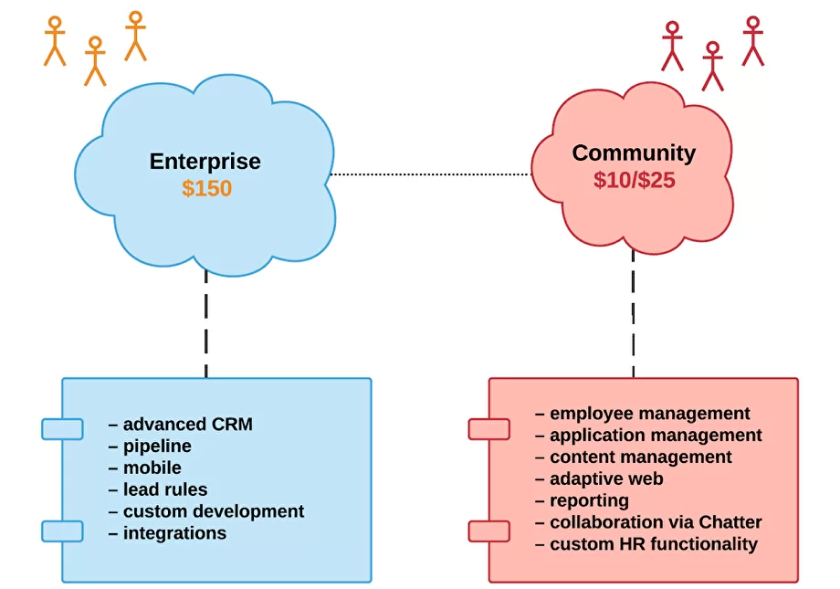 Enterprise
$150
Community
$10/$25
– advanced CRM
– pipeline
– mobile
– lead rules
– custom development
– integrations
– employee management
– application management
– content management
– adaptive web
– reporting
– collaboration via Chatter
– custom HR functionality